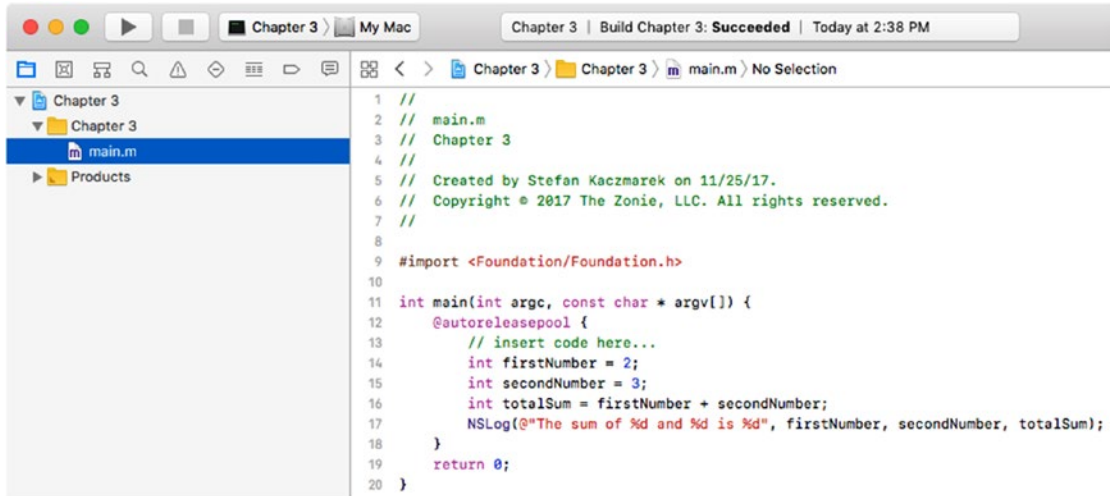 Chapter 3 My Mac
Chapter 3 | Build Chapter 3: Succeeded | Today at 2:38 PM
Chapter 3 Chapter 3 m main.m No Selection
Chapter 3
Chapter 3
m main.m
Products
1 //
2 // main.m
3 // Chapter 3
4 //
5 // Created by Stefan Kaczmarek on 11/25/17.
6 // Copyright © 2017 The Zonie, LLC. All rights reserved.
7 //
8
9 #import <Foundation/Foundation.h>
10
11 int main(int argc, const char * argv[]) {
12     @autoreleasepool {
13         // insert code here...
14         int firstNumber = 2;
15         int secondNumber = 3;
16         int totalSum = firstNumber + secondNumber;
17         NSLog(@"The sum of %d and %d is %d", firstNumber, secondNumber, totalSum);
18     }
19     return 0;
20 }